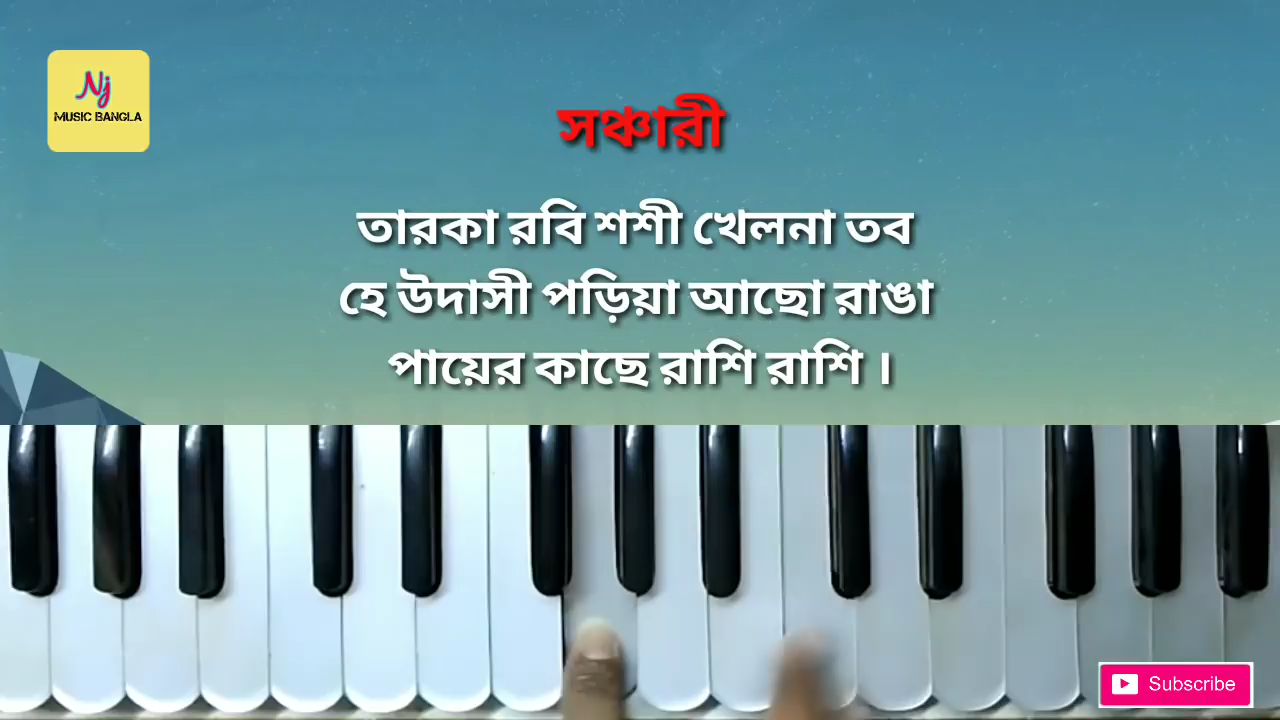 Nj
MUSIC BANGLA
সঞ্চারী
তারকা রবি শশী খেলনা তব
হে উদাসী পড়িয়া আছো রাঙা
পায়ের কাছে রাশি রাশি ।
Subscribe